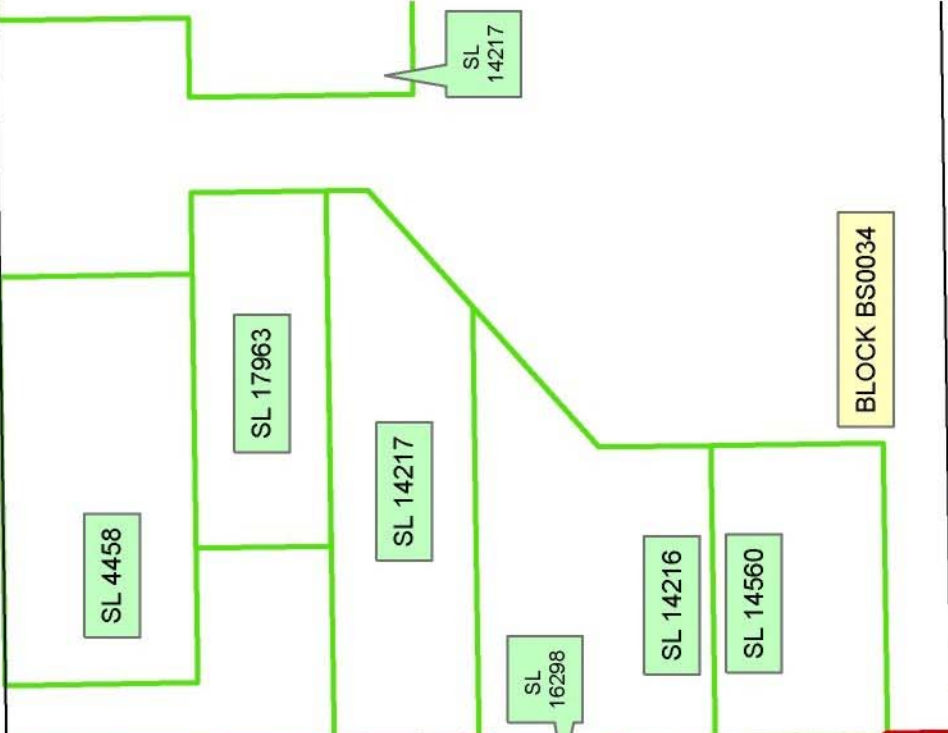 SL
14217
BLOCK BS0034
SL 17963
SL 14217
SL 4458
SL 14216
SL 14560
SL
16298